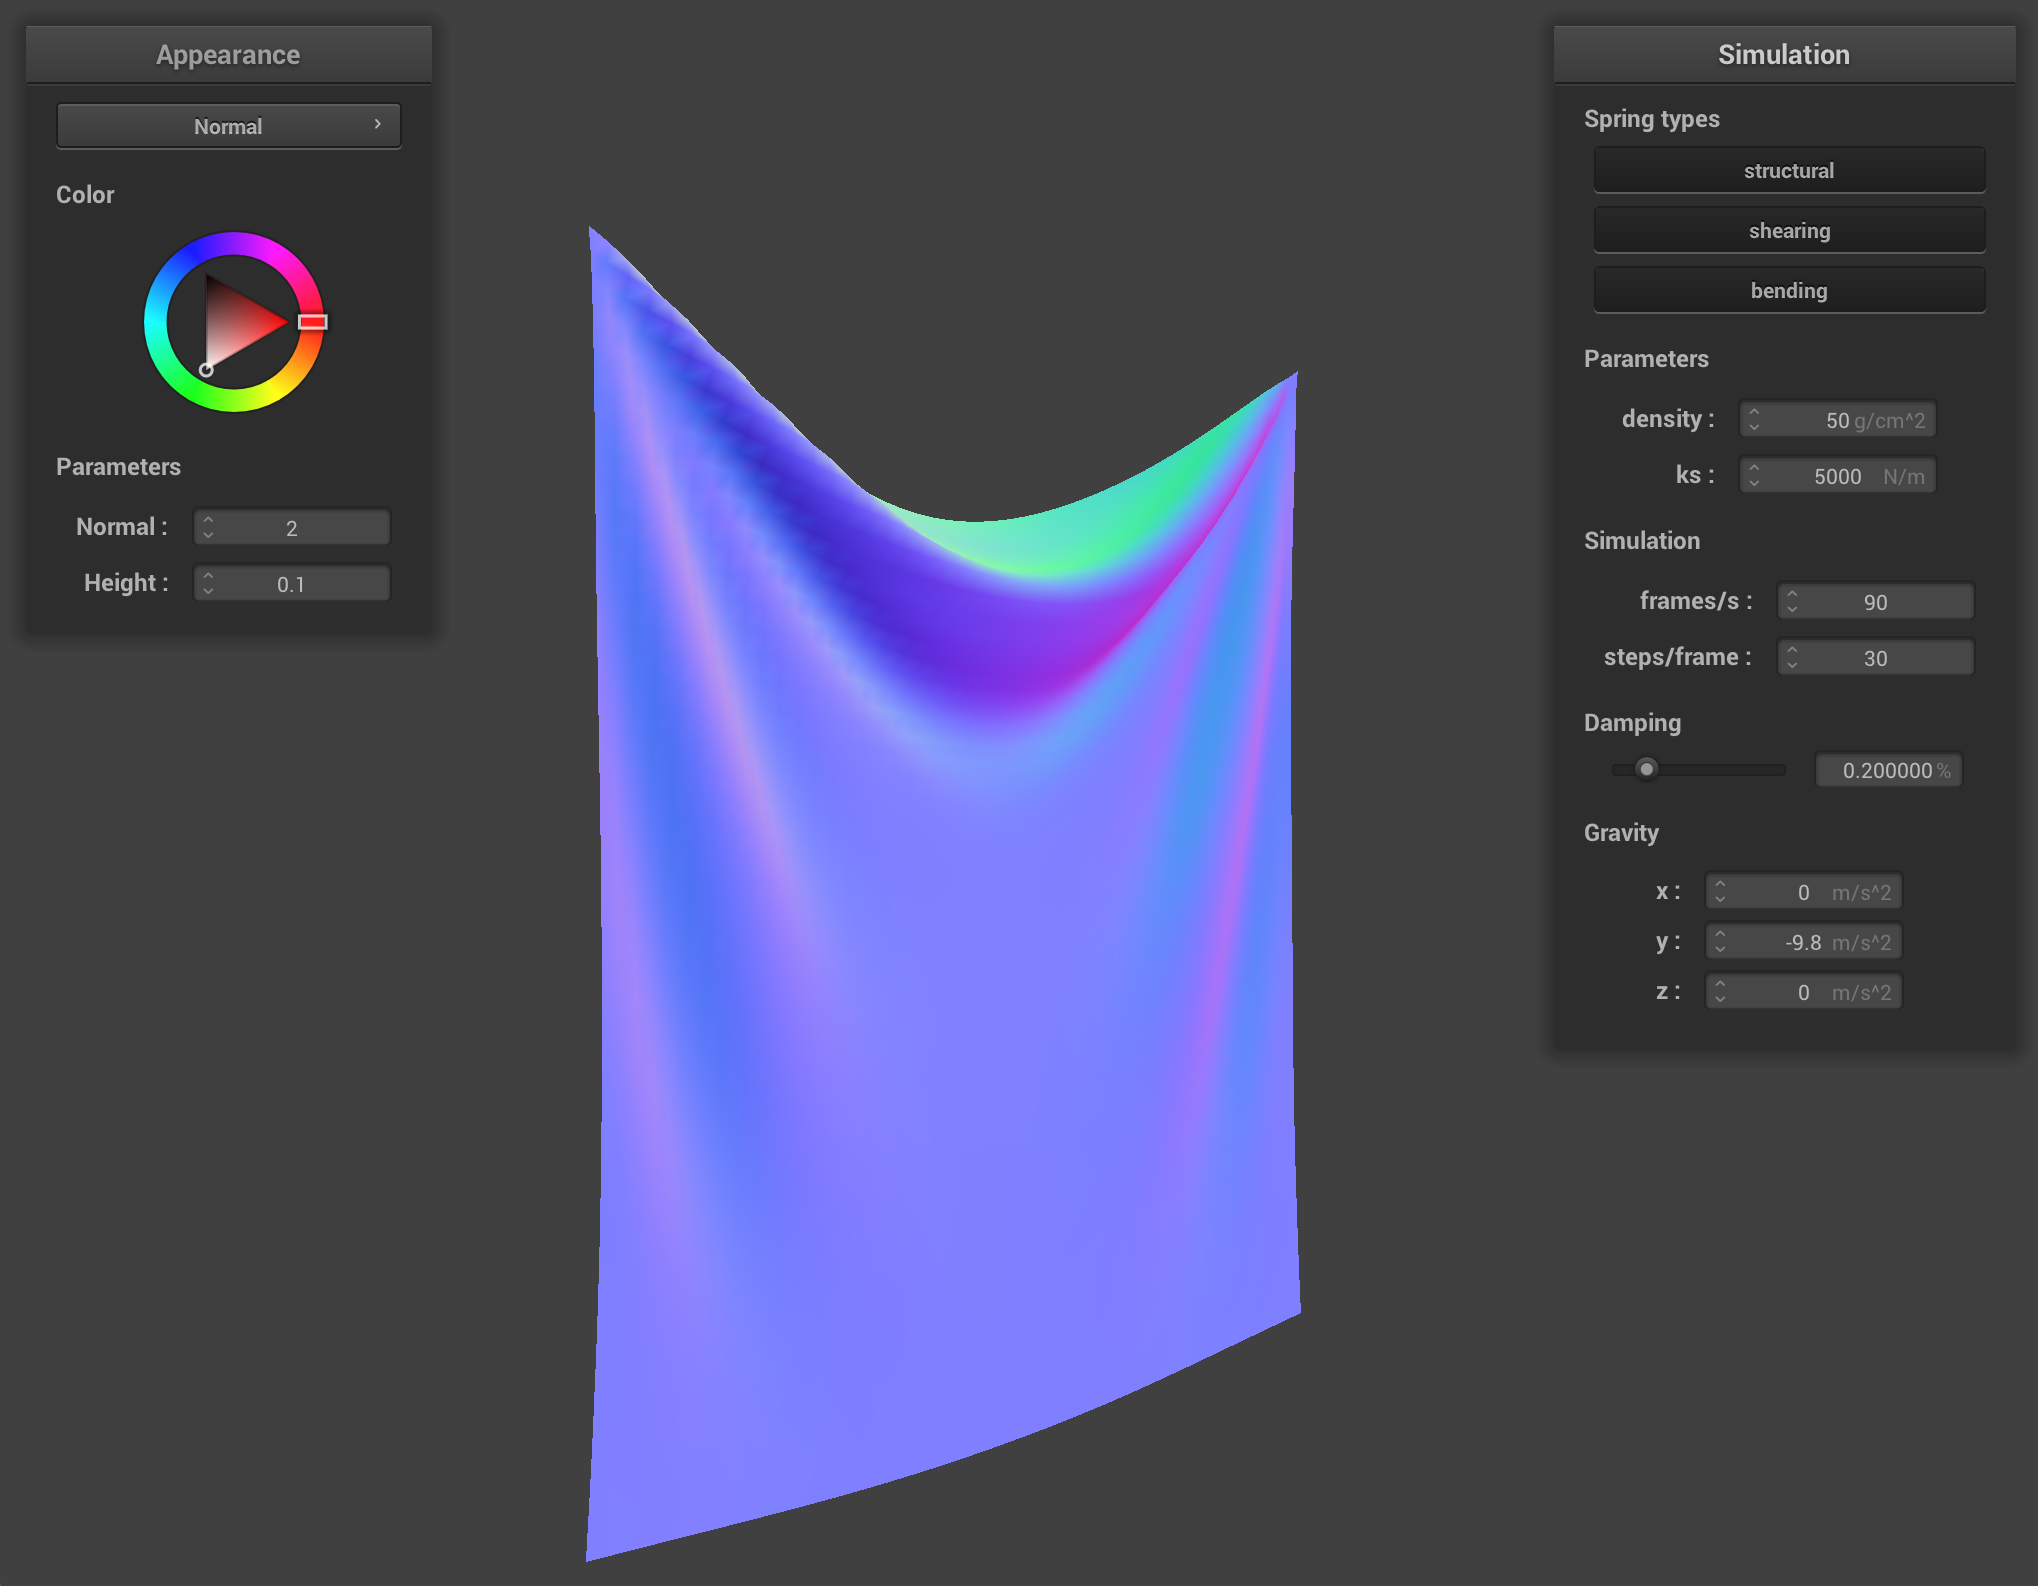 Appearance
Normal
Color
Parameters
Normal : 2
Height : 0.1
Simulation
Spring types
structural
shearing
bending
Parameters
density : 50 g/cm^2
ks : 5000 N/m
Simulation
frames/s : 90
steps/frame : 30
Damping
0.200000 %
Gravity
x : 0 m/s^2
y : -9.8 m/s^2
z : 0 m/s^2